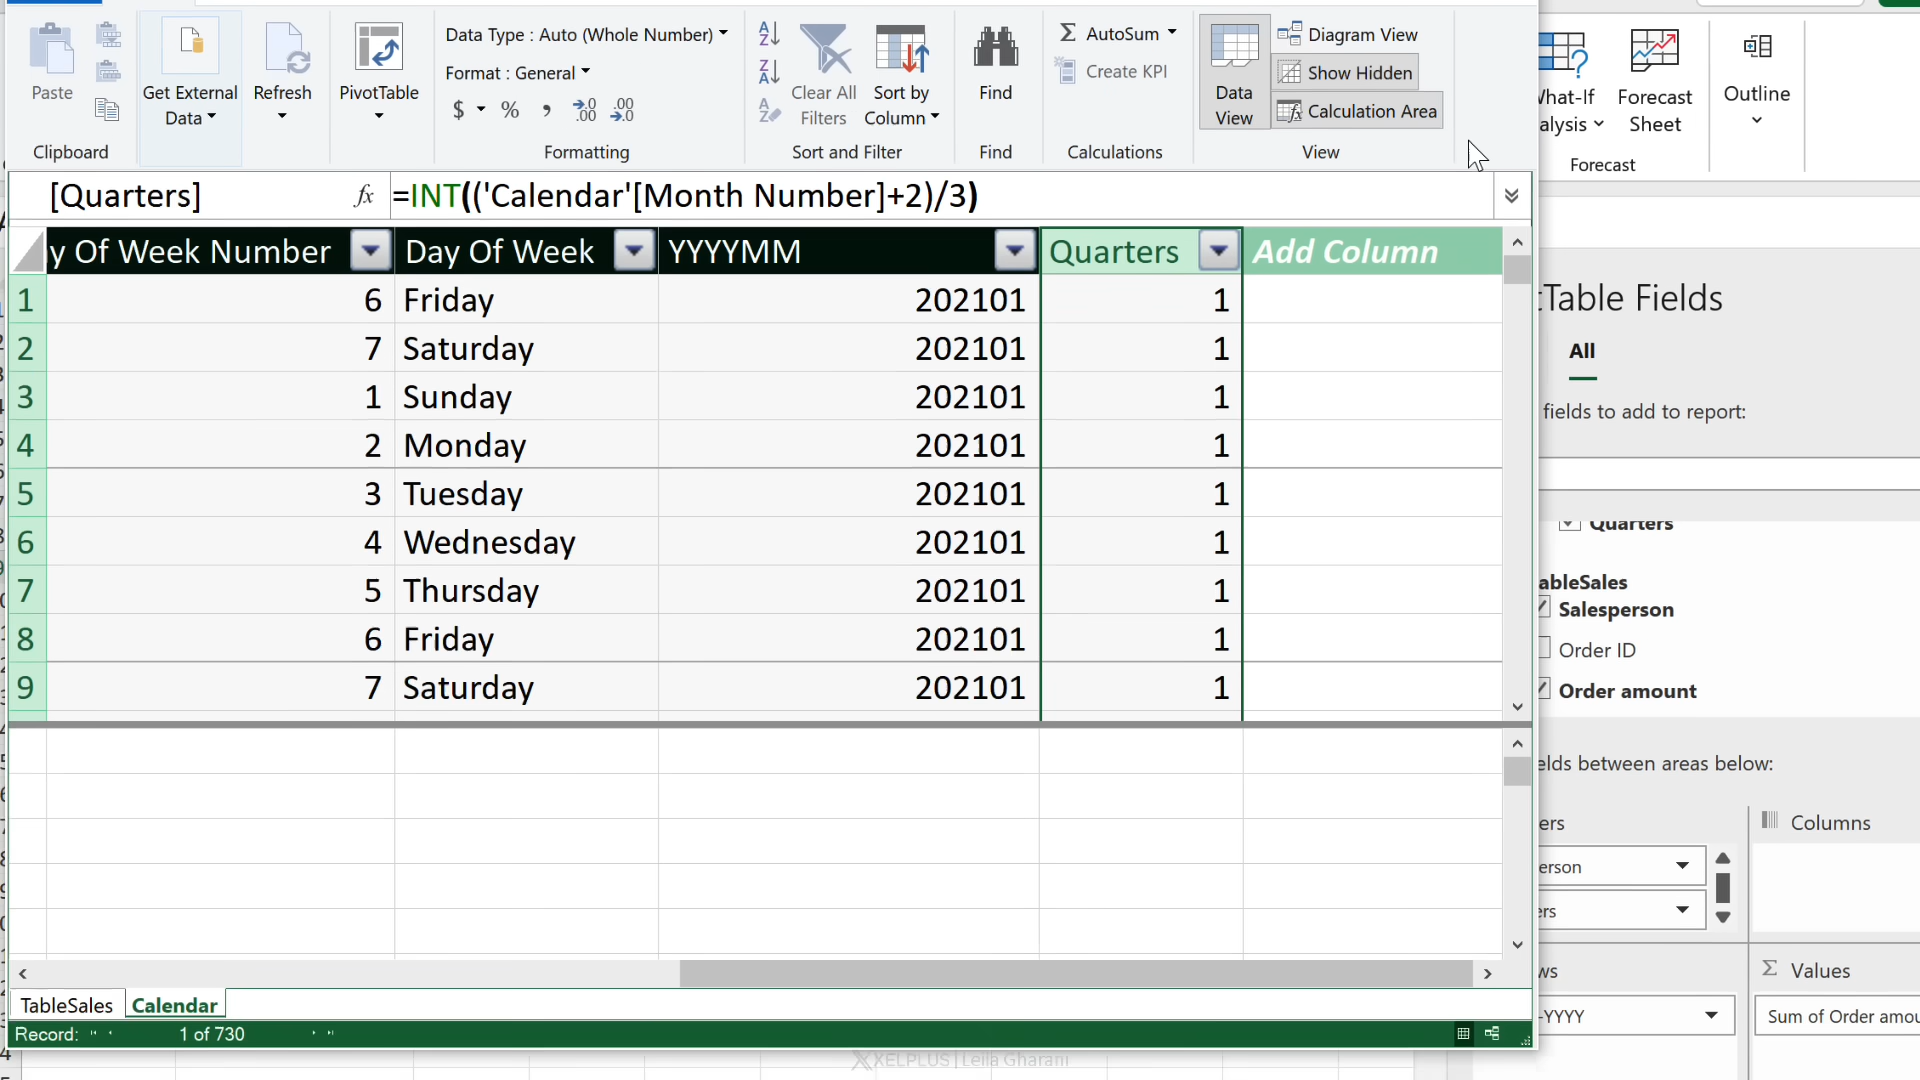 Paste
Clipboard
Get External
Data
Refresh
PivotTable
Data Type : Auto (Whole Number)
Format : General
$ % ,
Formatting
Clear All
Filters
Sort by
Column
Sort and Filter
Find
Find
AutoSum
Create KPI
Calculations
Data
View
Diagram View
Show Hidden
Calculation Area
View
Forecast
Sheet
Forecast
Outline
[Quarters] fx =INT(('Calendar'[Month Number]+2)/3)
y Of Week Number Day Of Week YYYYMM Quarters Add Column
1 6 Friday 202101 1
2 7 Saturday 202101 1
3 1 Sunday 202101 1
4 2 Monday 202101 1
5 3 Tuesday 202101 1
6 4 Wednesday 202101 1
7 5 Thursday 202101 1
8 6 Friday 202101 1
9 7 Saturday 202101 1
TableSales Calendar
Record: 1 of 730
XELPLUS | Leila Gharani
Table Fields
All
fields to add to report:
Quarters
ableSales
Salesperson
Order ID
Order amount
elds between areas below:
ers
Columns
erson
ers
ws
Values
-YYYY
Sum of Order amou